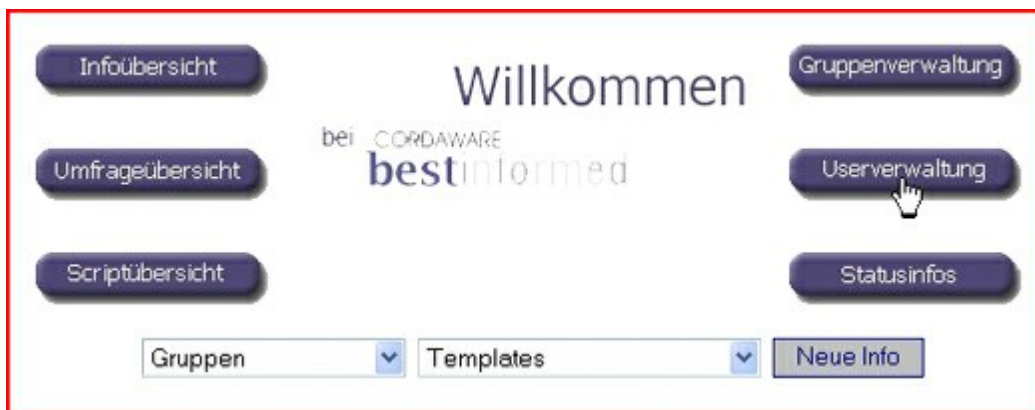 Infoübersicht
Willkommen
Gruppenverwaltung
bei CORDAWARE
bestinformed
Umfrageübersicht
Userverwaltung
Scriptübersicht
Statusinfos
Gruppen
Templates
Neue Info